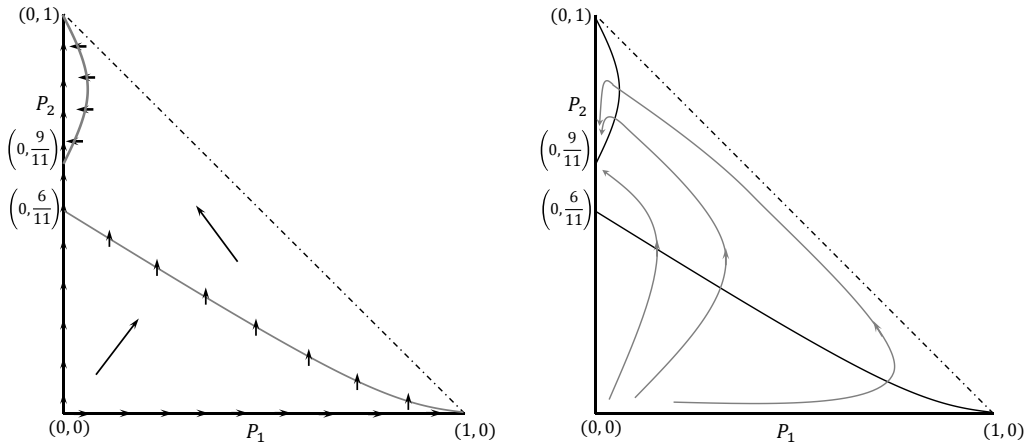 (0, 1)
P₂
(0, 9/11)
(0, 6/11)
(0, 0)
P₁
(1, 0)
(0, 1)
P₂
(0, 9/11)
(0, 6/11)
(0, 0)
P₁
(1, 0)